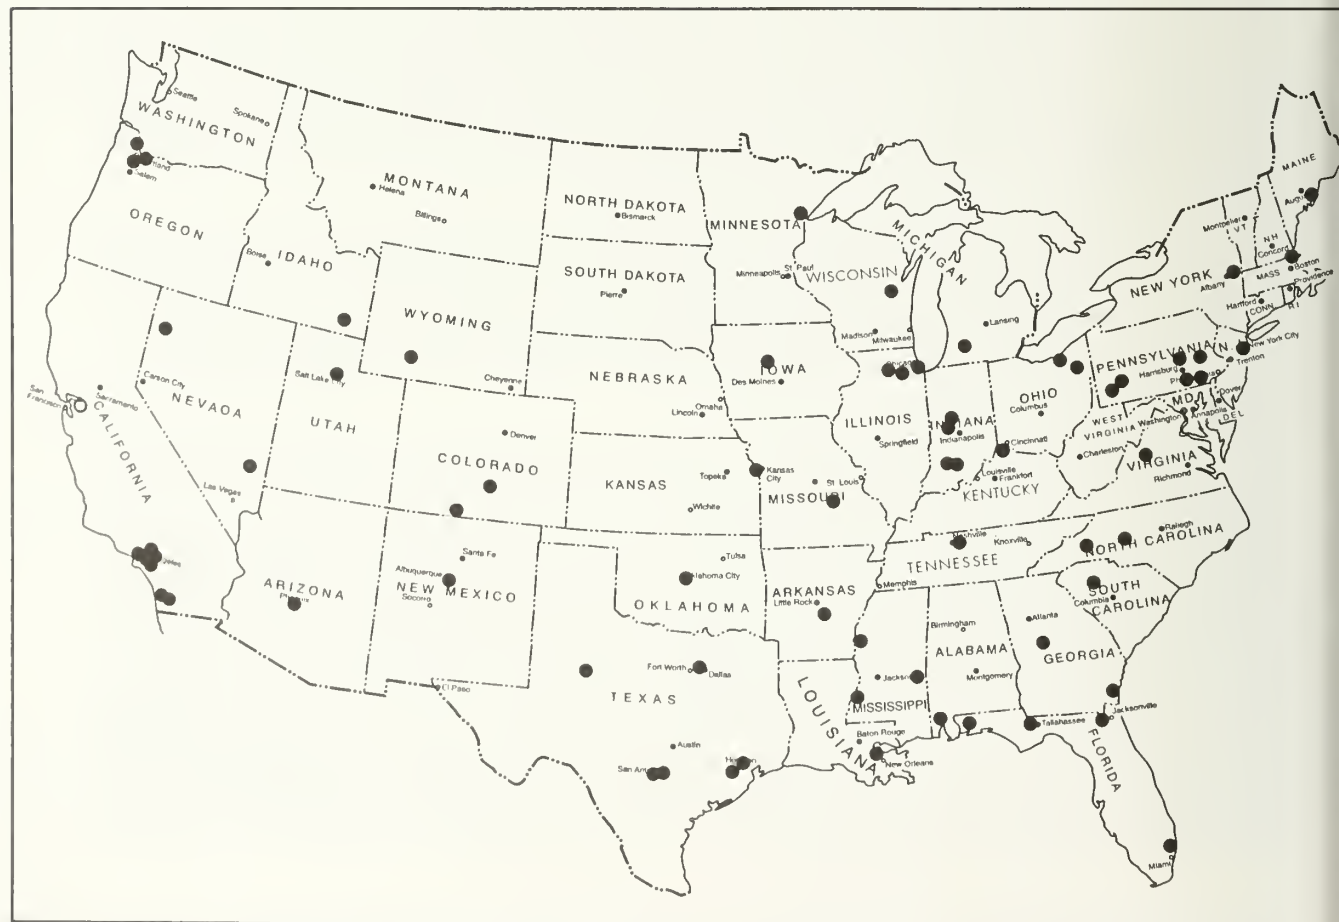 Seattle
Spokane
WASHINGTON
Salem
OREGON
MONTANA
Helena
Billings
NORTH DAKOTA
Bismarck
MINNESOTA
Minneapolis
St. Paul
MICHIGAN
Lansing
WISCONSIN
Madison
Milwaukee
MAINE
Montpelier
VT
NH
Concord
MASS
Boston
Providence
Hartford
CONN
R I
NEW YORK
Albany
New York City
Boise
IDAHO
SOUTH DAKOTA
Pierre
WYOMING
Cheyenne
IOWA
Des Moines
NEBRASKA
Omaha
Lincoln
PENNSYLVANIA
Harrisburg
N
Trenton
MD
Dover
DEL
Washington
Annapolis
OHIO
Columbus
Cincinnati
Chicago
ILLINOIS
Springfield
INDIANA
Indianapolis
WEST
VIRGINIA
Charleston
VIRGINIA
Richmond
San
Francisco
Sacramento
CALIFORNIA
Carson City
NEVAOA
Las Vegas
Salt Lake City
UTAH
Denver
COLORADO
KANSAS
Topeka
Wichita
Kansas
City
MISSOURI
St Louis
Louisville
Frankfort
KENTUCKY
Nashville
Knoxville
TENNESSEE
Memphis
Raleigh
NORTH CAROLINA
SOUTH
CAROLINA
Columbia
ARIZONA
Santa Fe
Albuquerque
NEW MEXICO
Socorro
Tulsa
OKLAHOMA
ARKANSAS
Little Rock
Birmingham
ALABAMA
Montgomery
Atlanta
GEORGIA
El Paso
Fort Worth
Dallas
TEXAS
Austin
LOUISIANA
Baton Rouge
New Orleans
MISSISSIPPI
Tallahassee
Jacksonville
FLORIDA
Miami